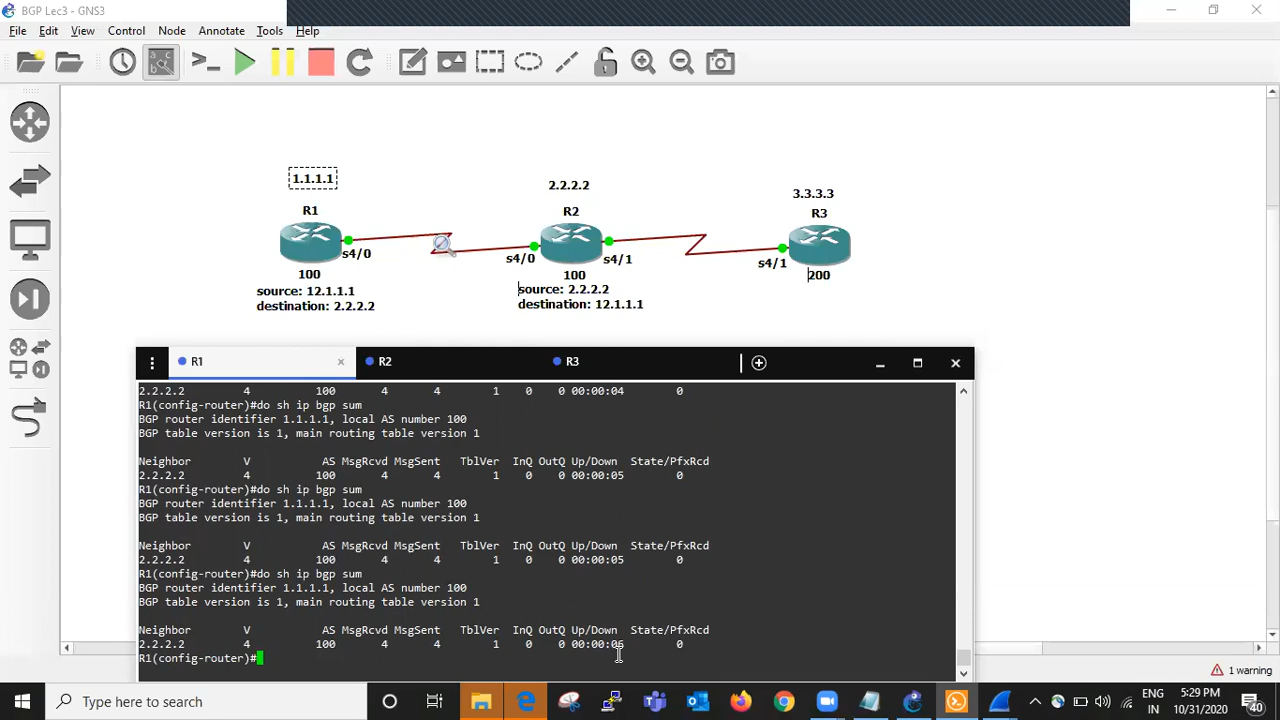 BGP Lec3 - GNS3
File Edit View Control Node Annotate Tools Help
1.1.1.1
2.2.2.2
3.3.3.3
R1
R2
R3
s4/0
s4/0
s4/1
s4/1
100
100
200
source: 12.1.1.1
destination: 2.2.2.2
source: 2.2.2.2
destination: 12.1.1.1
R1 R2 R3
2.2.2.2 4 100 4 4 1 0 0 00:00:04 0
R1(config-router)#do sh ip bgp sum
BGP router identifier 1.1.1.1, local AS number 100
BGP table version is 1, main routing table version 1
Neighbor V AS MsgRcvd MsgSent TblVer InQ OutQ Up/Down State/PfxRcd
2.2.2.2 4 100 4 4 1 0 0 00:00:05 0
R1(config-router)#do sh ip bgp sum
BGP router identifier 1.1.1.1, local AS number 100
BGP table version is 1, main routing table version 1
Neighbor V AS MsgRcvd MsgSent TblVer InQ OutQ Up/Down State/PfxRcd
2.2.2.2 4 100 4 4 1 0 0 00:00:05 0
R1(config-router)#do sh ip bgp sum
BGP router identifier 1.1.1.1, local AS number 100
BGP table version is 1, main routing table version 1
Neighbor V AS MsgRcvd MsgSent TblVer InQ OutQ Up/Down State/PfxRcd
2.2.2.2 4 100 4 4 1 0 0 00:00:06 0
R1(config-router)#
1 warning
Type here to search
ENG
IN
5:29 PM
10/31/2020
40